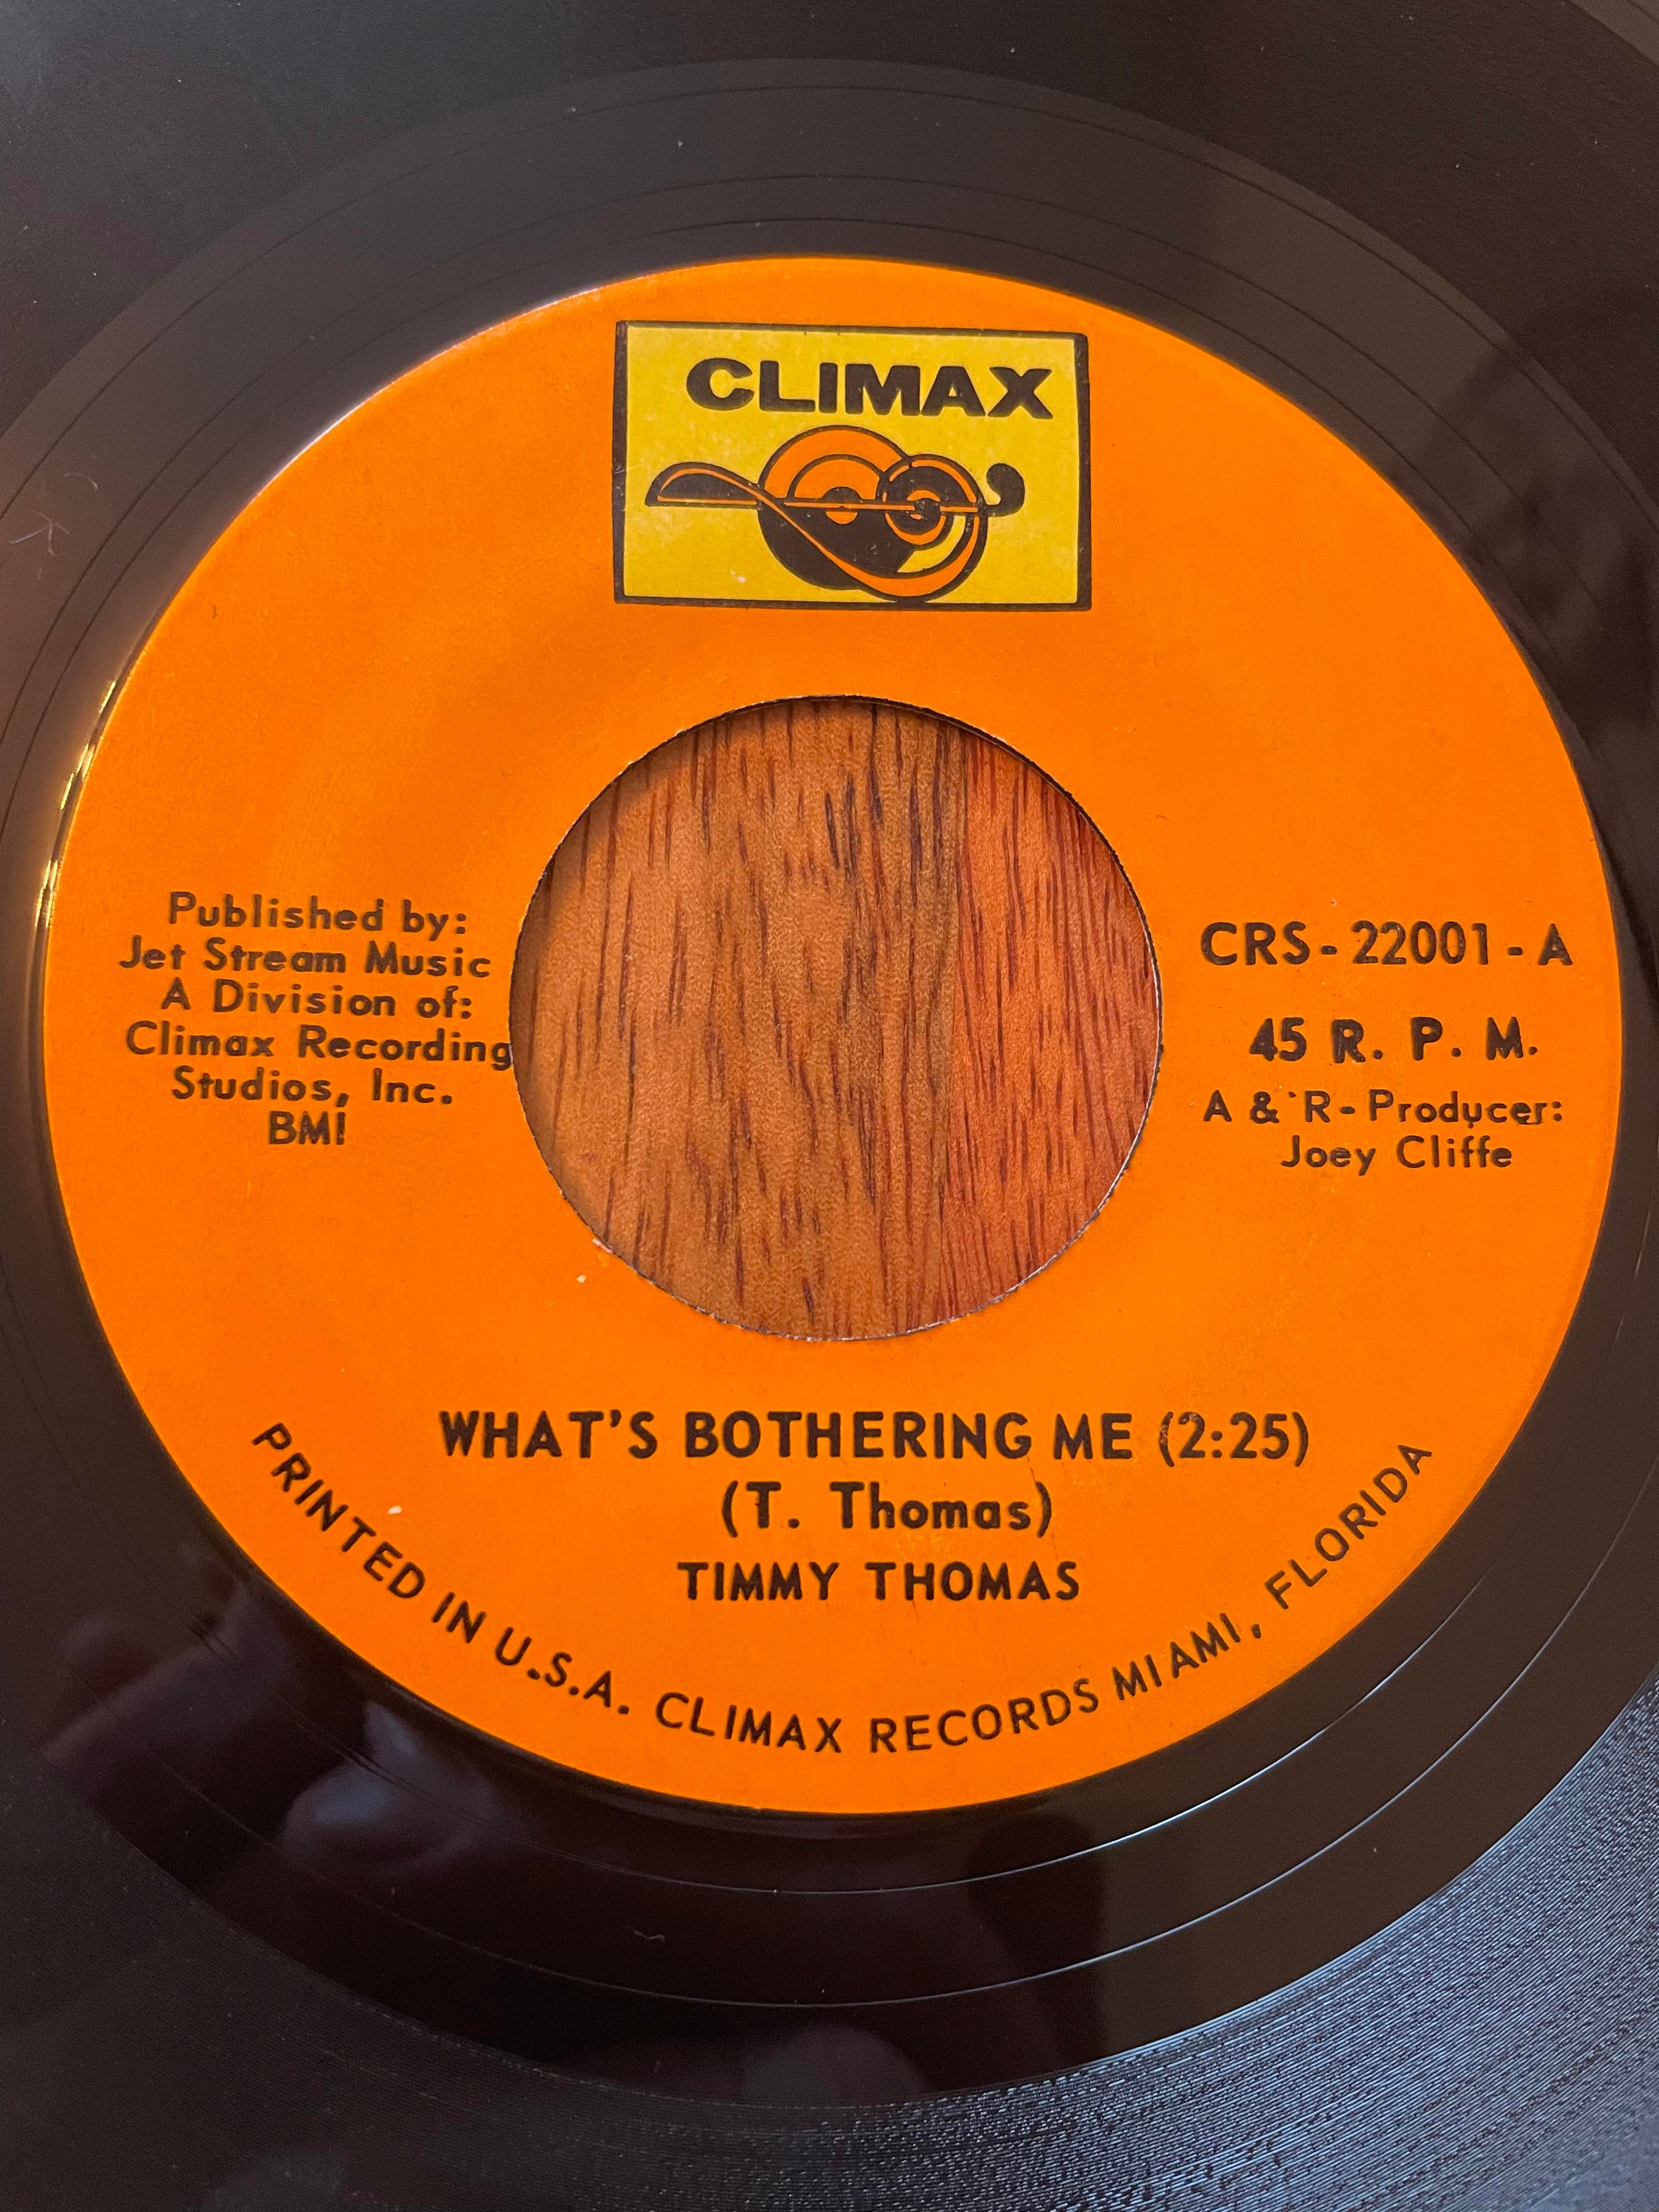 CLIMAX
Published by:
Jet Stream Music
A Division of:
Climax Recording
Studios, Inc.
BMI
CRS-22001-A
45 R. P. M.
A & R-Producer:
Joey Cliffe
WHAT'S BOTHERING ME (2:25)
(T. Thomas)
TIMMY THOMAS
PRINTED IN U.S.A. CLIMAX RECORDS MIAMI, FLORIDA